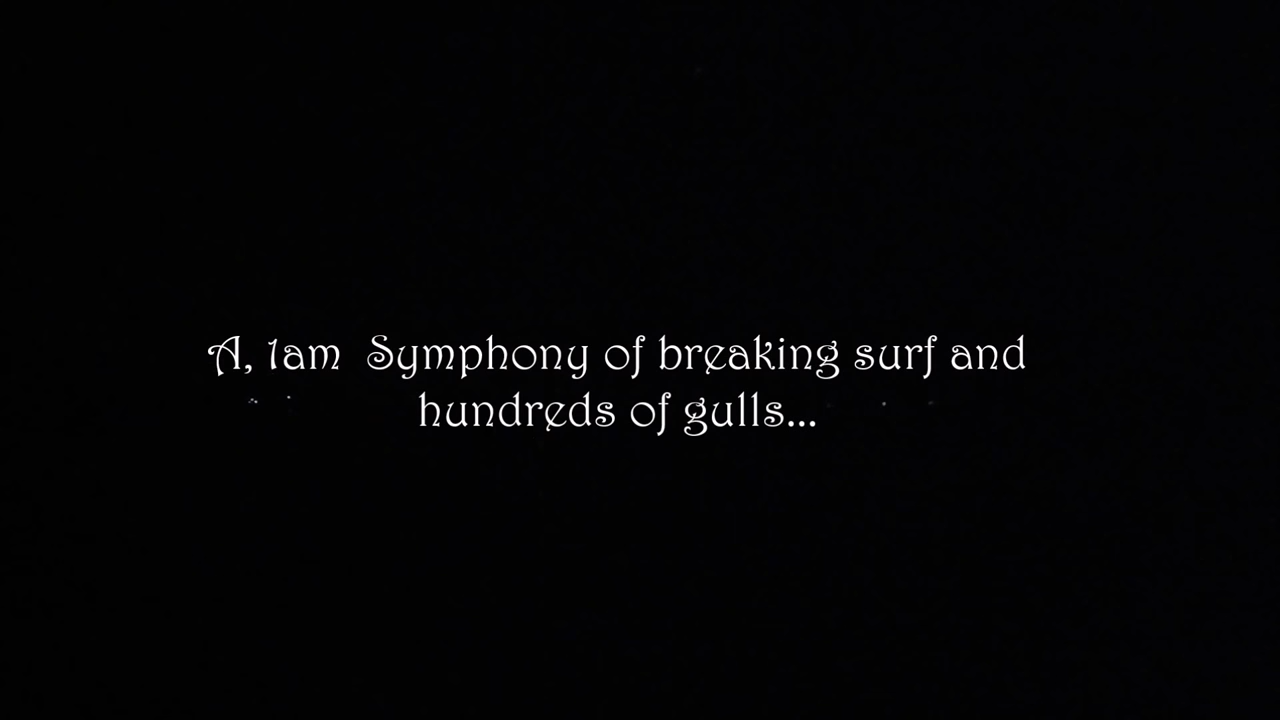 A, 1am  Symphony of breaking surf and
hundreds of gulls...